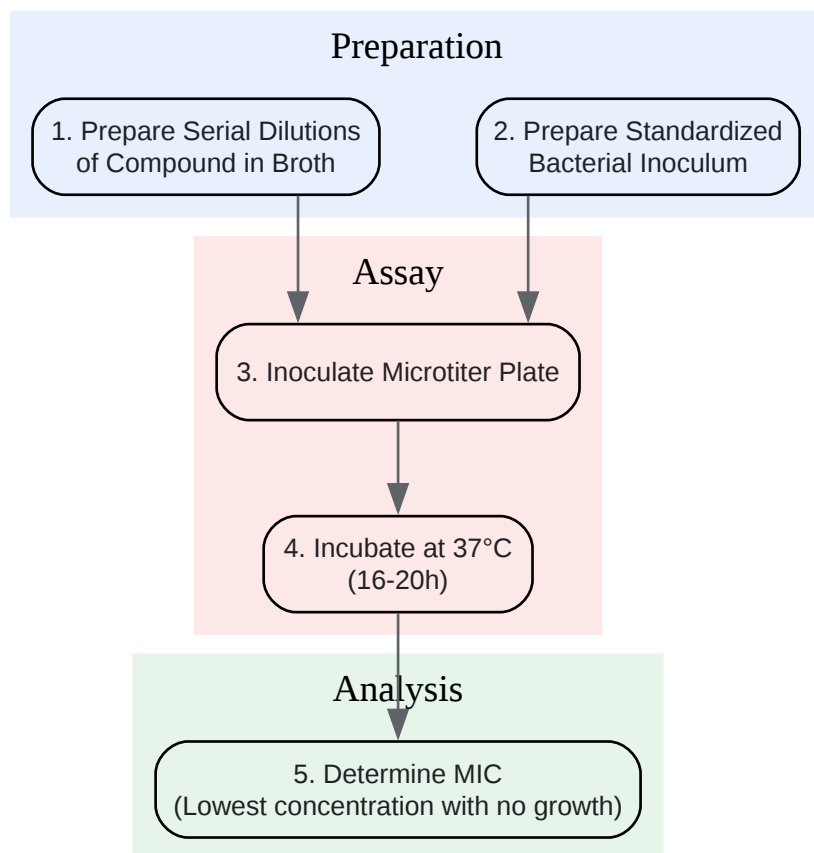 Preparation
1. Prepare Serial Dilutions
of Compound in Broth
2. Prepare Standardized
Bacterial Inoculum
Assay
3. Inoculate Microtiter Plate
4. Incubate at 37°C
(16-20h)
Analysis
5. Determine MIC
(Lowest concentration with no growth)